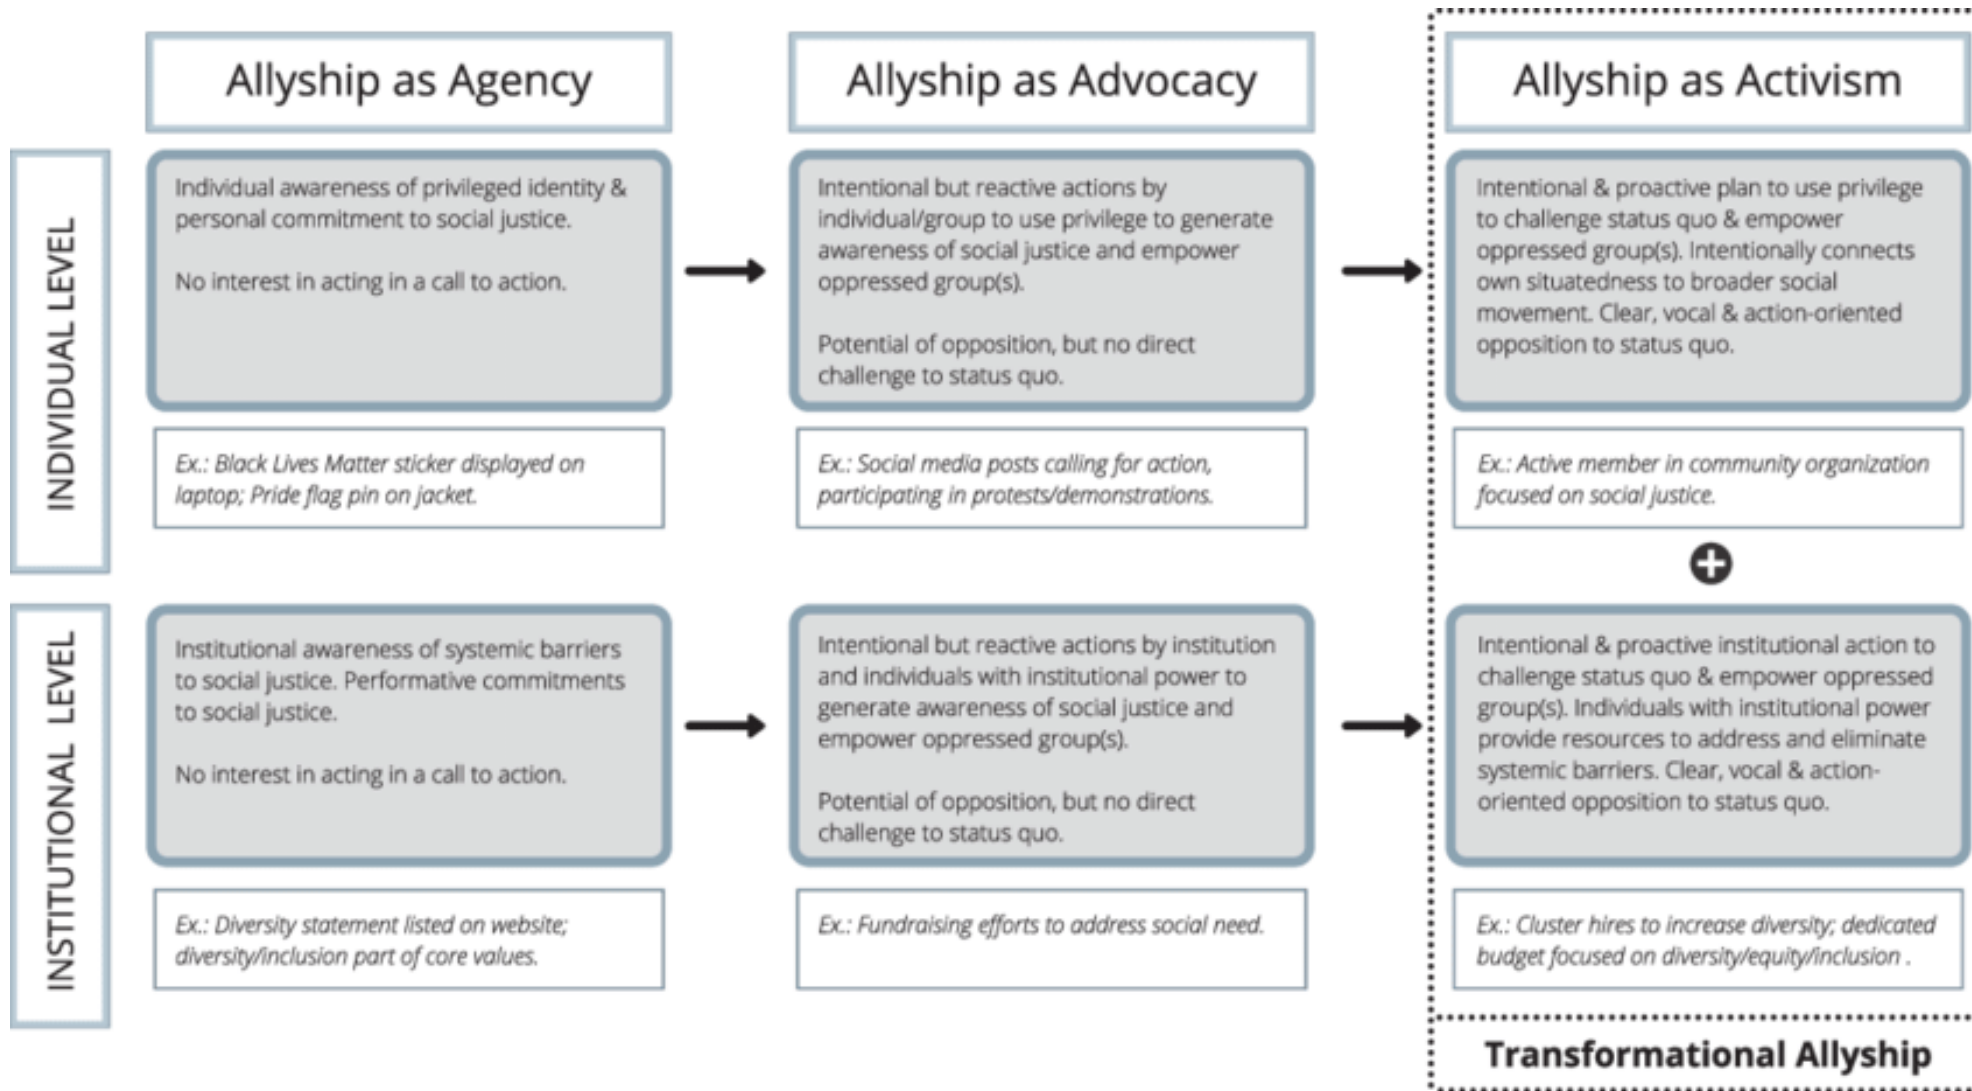 Allyship as Agency
Allyship as Advocacy
Allyship as Activism
INDIVIDUAL LEVEL
Individual awareness of privileged identity &
personal commitment to social justice.
No interest in acting in a call to action.
Ex.: Black Lives Matter sticker displayed on
laptop; Pride flag pin on jacket.
Intentional but reactive actions by
individual/group to use privilege to generate
awareness of social justice and empower
oppressed group(s).
Potential of opposition, but no direct
challenge to status quo.
Ex.: Social media posts calling for action,
participating in protests/demonstrations.
Intentional & proactive plan to use privilege
to challenge status quo & empower
oppressed group(s). Intentionally connects
own situatedness to broader social
movement. Clear, vocal & action-oriented
opposition to status quo.
Ex.: Active member in community organization
focused on social justice.
INSTITUTIONAL LEVEL
Institutional awareness of systemic barriers
to social justice. Performative commitments
to social justice.
No interest in acting in a call to action.
Ex.: Diversity statement listed on website;
diversity/inclusion part of core values.
Intentional but reactive actions by institution
and individuals with institutional power to
generate awareness of social justice and
empower oppressed group(s).
Potential of opposition, but no direct
challenge to status quo.
Ex.: Fundraising efforts to address social need.
Intentional & proactive institutional action to
challenge status quo & empower oppressed
group(s). Individuals with institutional power
provide resources to address and eliminate
systemic barriers. Clear, vocal & action-
oriented opposition to status quo.
Ex.: Cluster hires to increase diversity; dedicated
budget focused on diversity/equity/inclusion .
Transformational Allyship